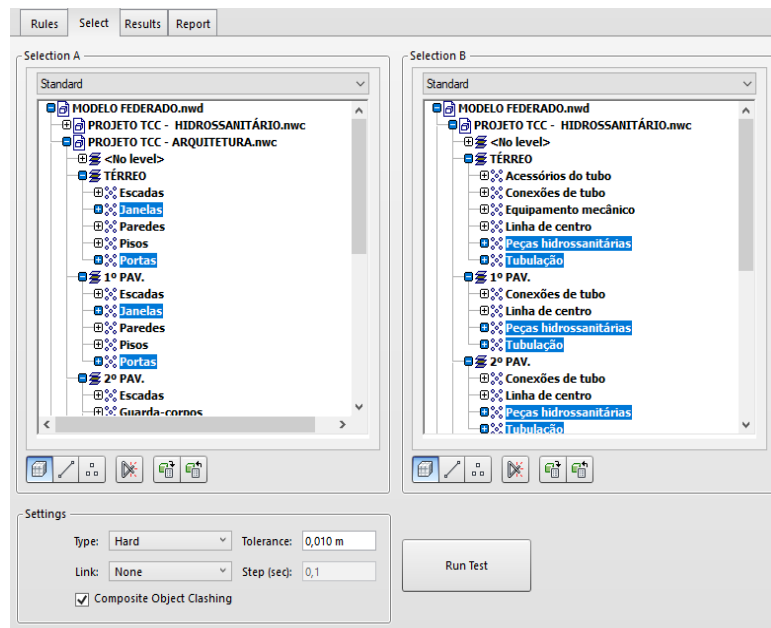 Rules Select Results Report
Selection A
Standard
MODELO FEDERADO.nwd
PROJETO TCC - HIDROSSANITÁRIO.nwc
PROJETO TCC - ARQUITETURA.nwc
<No level>
TÉRREO
Escadas
Janelas
Paredes
Pisos
Portas
1º PAV.
Escadas
Janelas
Paredes
Pisos
Portas
2º PAV.
Escadas
Guarda-corpos
Selection B
Standard
MODELO FEDERADO.nwd
PROJETO TCC - HIDROSSANITÁRIO.nwc
<No level>
TÉRREO
Acessórios do tubo
Conexões de tubo
Equipamento mecânico
Linha de centro
Peças hidrossanitárias
Tubulação
1º PAV.
Conexões de tubo
Linha de centro
Peças hidrossanitárias
Tubulação
2º PAV.
Conexões de tubo
Linha de centro
Peças hidrossanitárias
Tubulação
Settings
Type: Hard Tolerance: 0,010 m
Link: None Step (sec): 0,1
Composite Object Clashing
Run Test